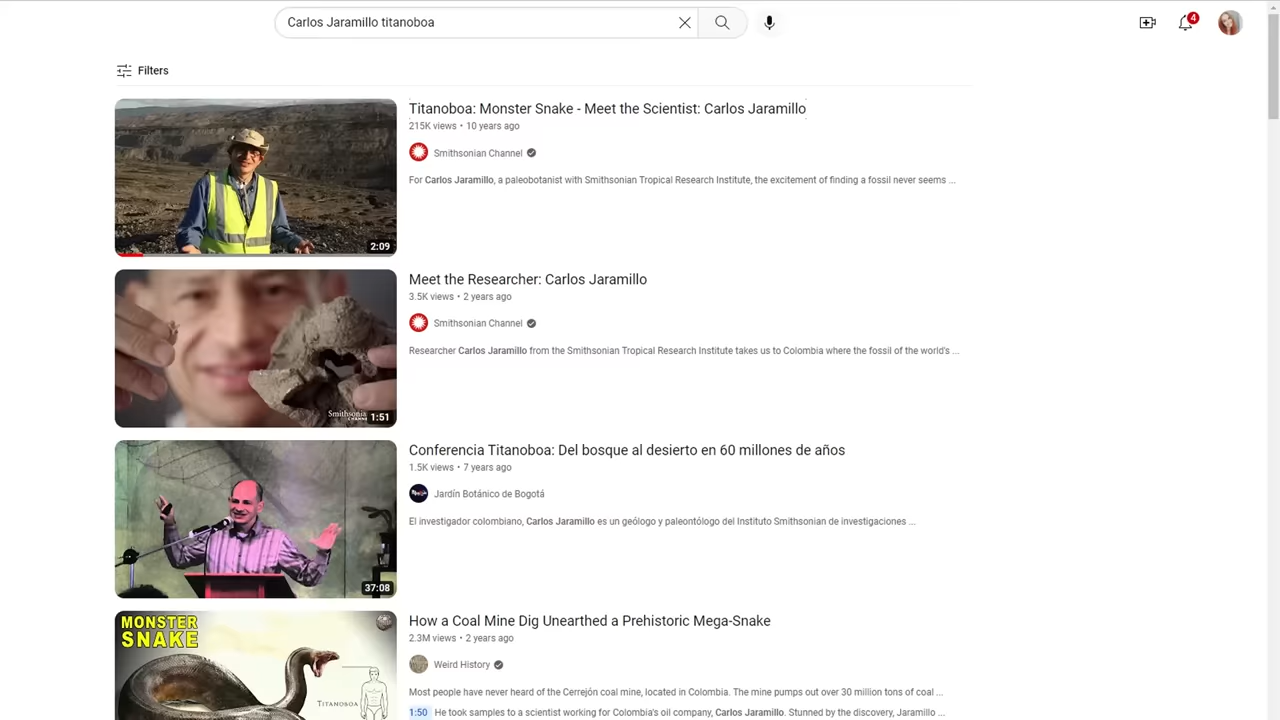 Carlos Jaramillo titanoboa
4
Filters
Titanoboa: Monster Snake - Meet the Scientist: Carlos Jaramillo
215K views • 10 years ago
Smithsonian Channel
For Carlos Jaramillo, a paleobotanist with Smithsonian Tropical Research Institute, the excitement of finding a fossil never seems ...
2:09
Meet the Researcher: Carlos Jaramillo
3.5K views • 2 years ago
Smithsonian Channel
Researcher Carlos Jaramillo from the Smithsonian Tropical Research Institute takes us to Colombia where the fossil of the world's ...
1:51
Conferencia Titanoboa: Del bosque al desierto en 60 millones de años
1.5K views • 7 years ago
Jardín Botánico de Bogotá
El investigador colombiano, Carlos Jaramillo es un geólogo y paleontólogo del Instituto Smithsonian de investigaciones ...
37:08
MONSTER
SNAKE
TITANOBOA
How a Coal Mine Dig Unearthed a Prehistoric Mega-Snake
2.3M views • 2 years ago
Weird History
Most people have never heard of the Cerrejón coal mine, located in Colombia. The mine pumps out over 30 million tons of coal ...
1:50 He took samples to a scientist working for Colombia's oil company, Carlos Jaramillo. Stunned by the discovery, Jaramillo ...